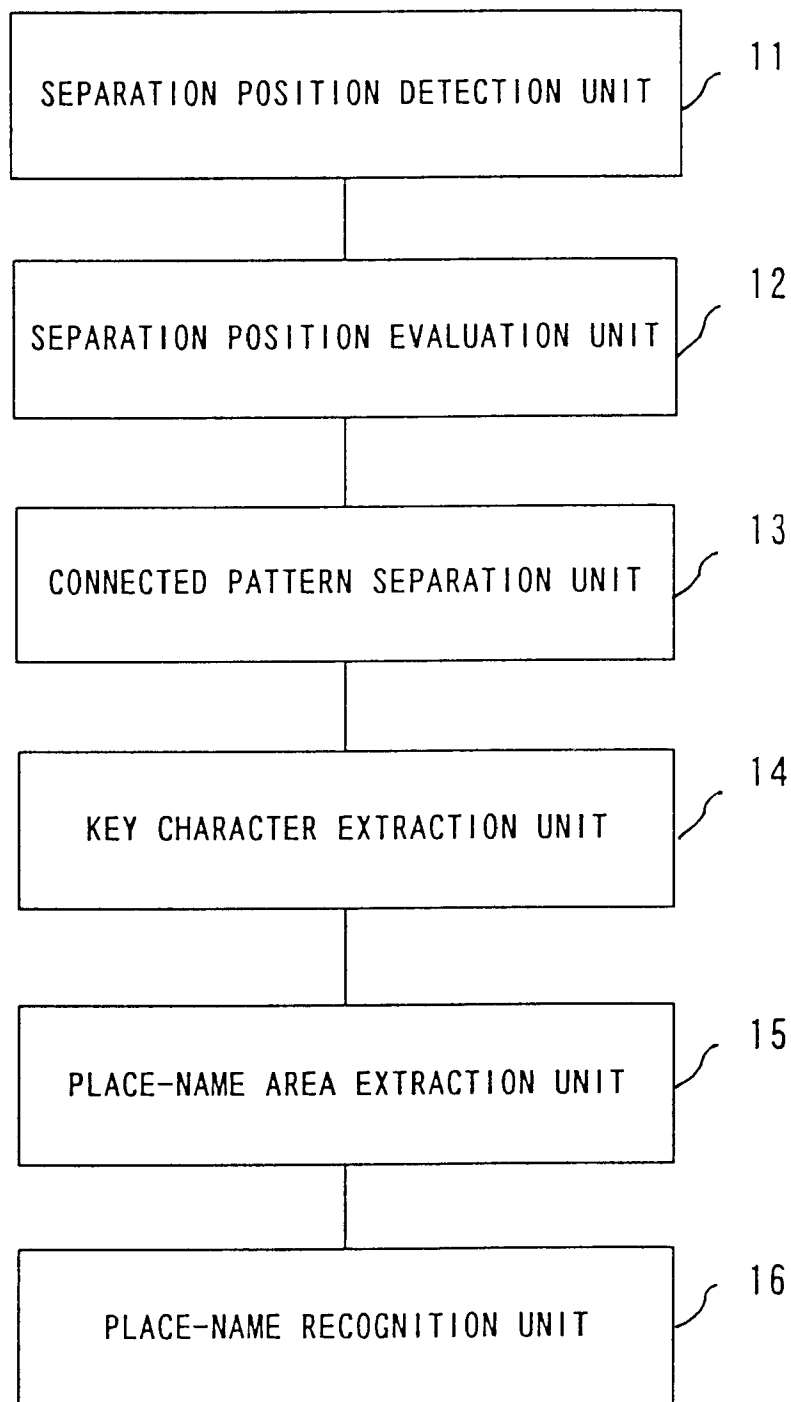 11
SEPARATION POSITION DETECTION UNIT
12
SEPARATION POSITION EVALUATION UNIT
13
CONNECTED PATTERN SEPARATION UNIT
14
KEY CHARACTER EXTRACTION UNIT
15
PLACE-NAME AREA EXTRACTION UNIT
16
PLACE-NAME RECOGNITION UNIT